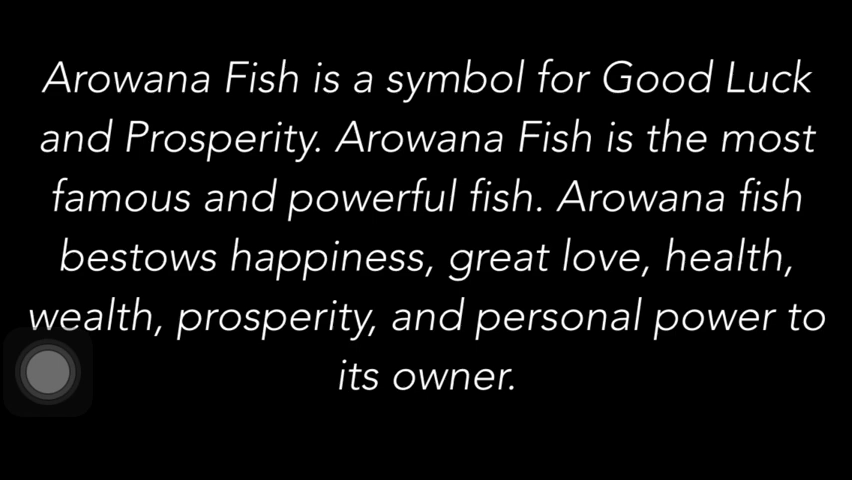 Arowana Fish is a symbol for Good Luck
and Prosperity. Arowana Fish is the most
famous and powerful fish. Arowana fish
bestows happiness, great love, health,
wealth, prosperity, and personal power to
its owner.